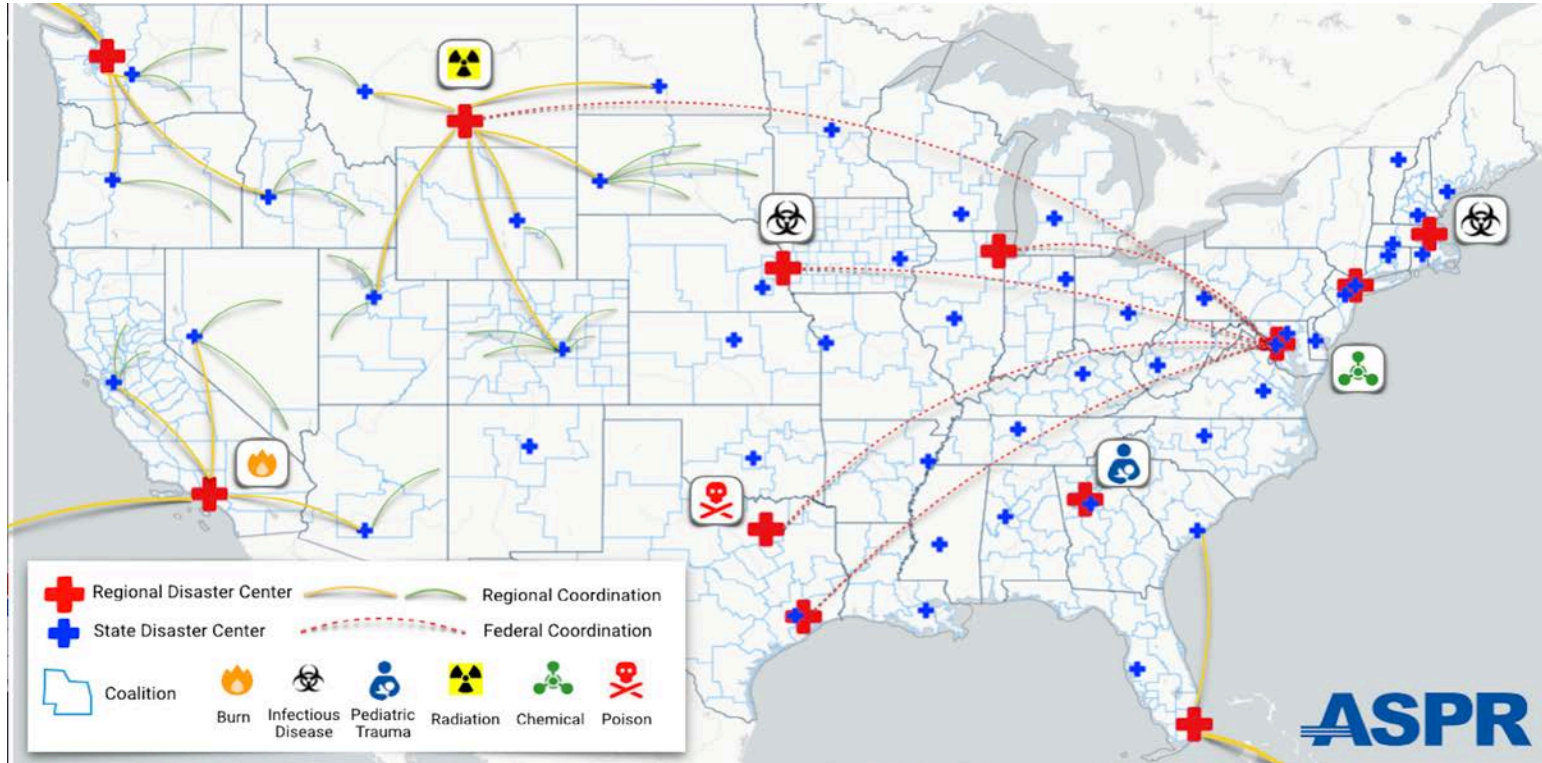 Regional Disaster Center
Regional Coordination
State Disaster Center
Federal Coordination
Coalition
Burn
Infectious
Disease
Pediatric
Trauma
Radiation
Chemical
Poison
ASPR